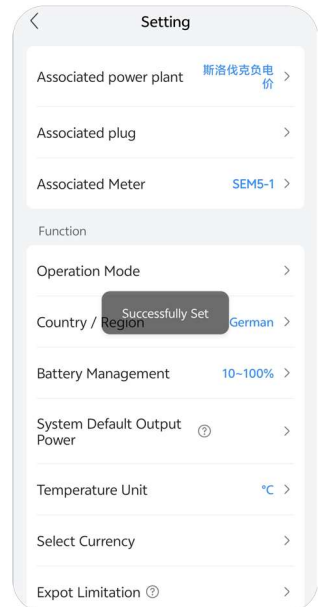 Setting
Associated power plant
斯洛伐克负电
价
Associated plug
Associated Meter SEM5-1
Function
Operation Mode
Country / Region German
Successfully Set
Battery Management 10~100%
System Default Output
Power
Temperature Unit °C
Select Currency
Expot Limitation